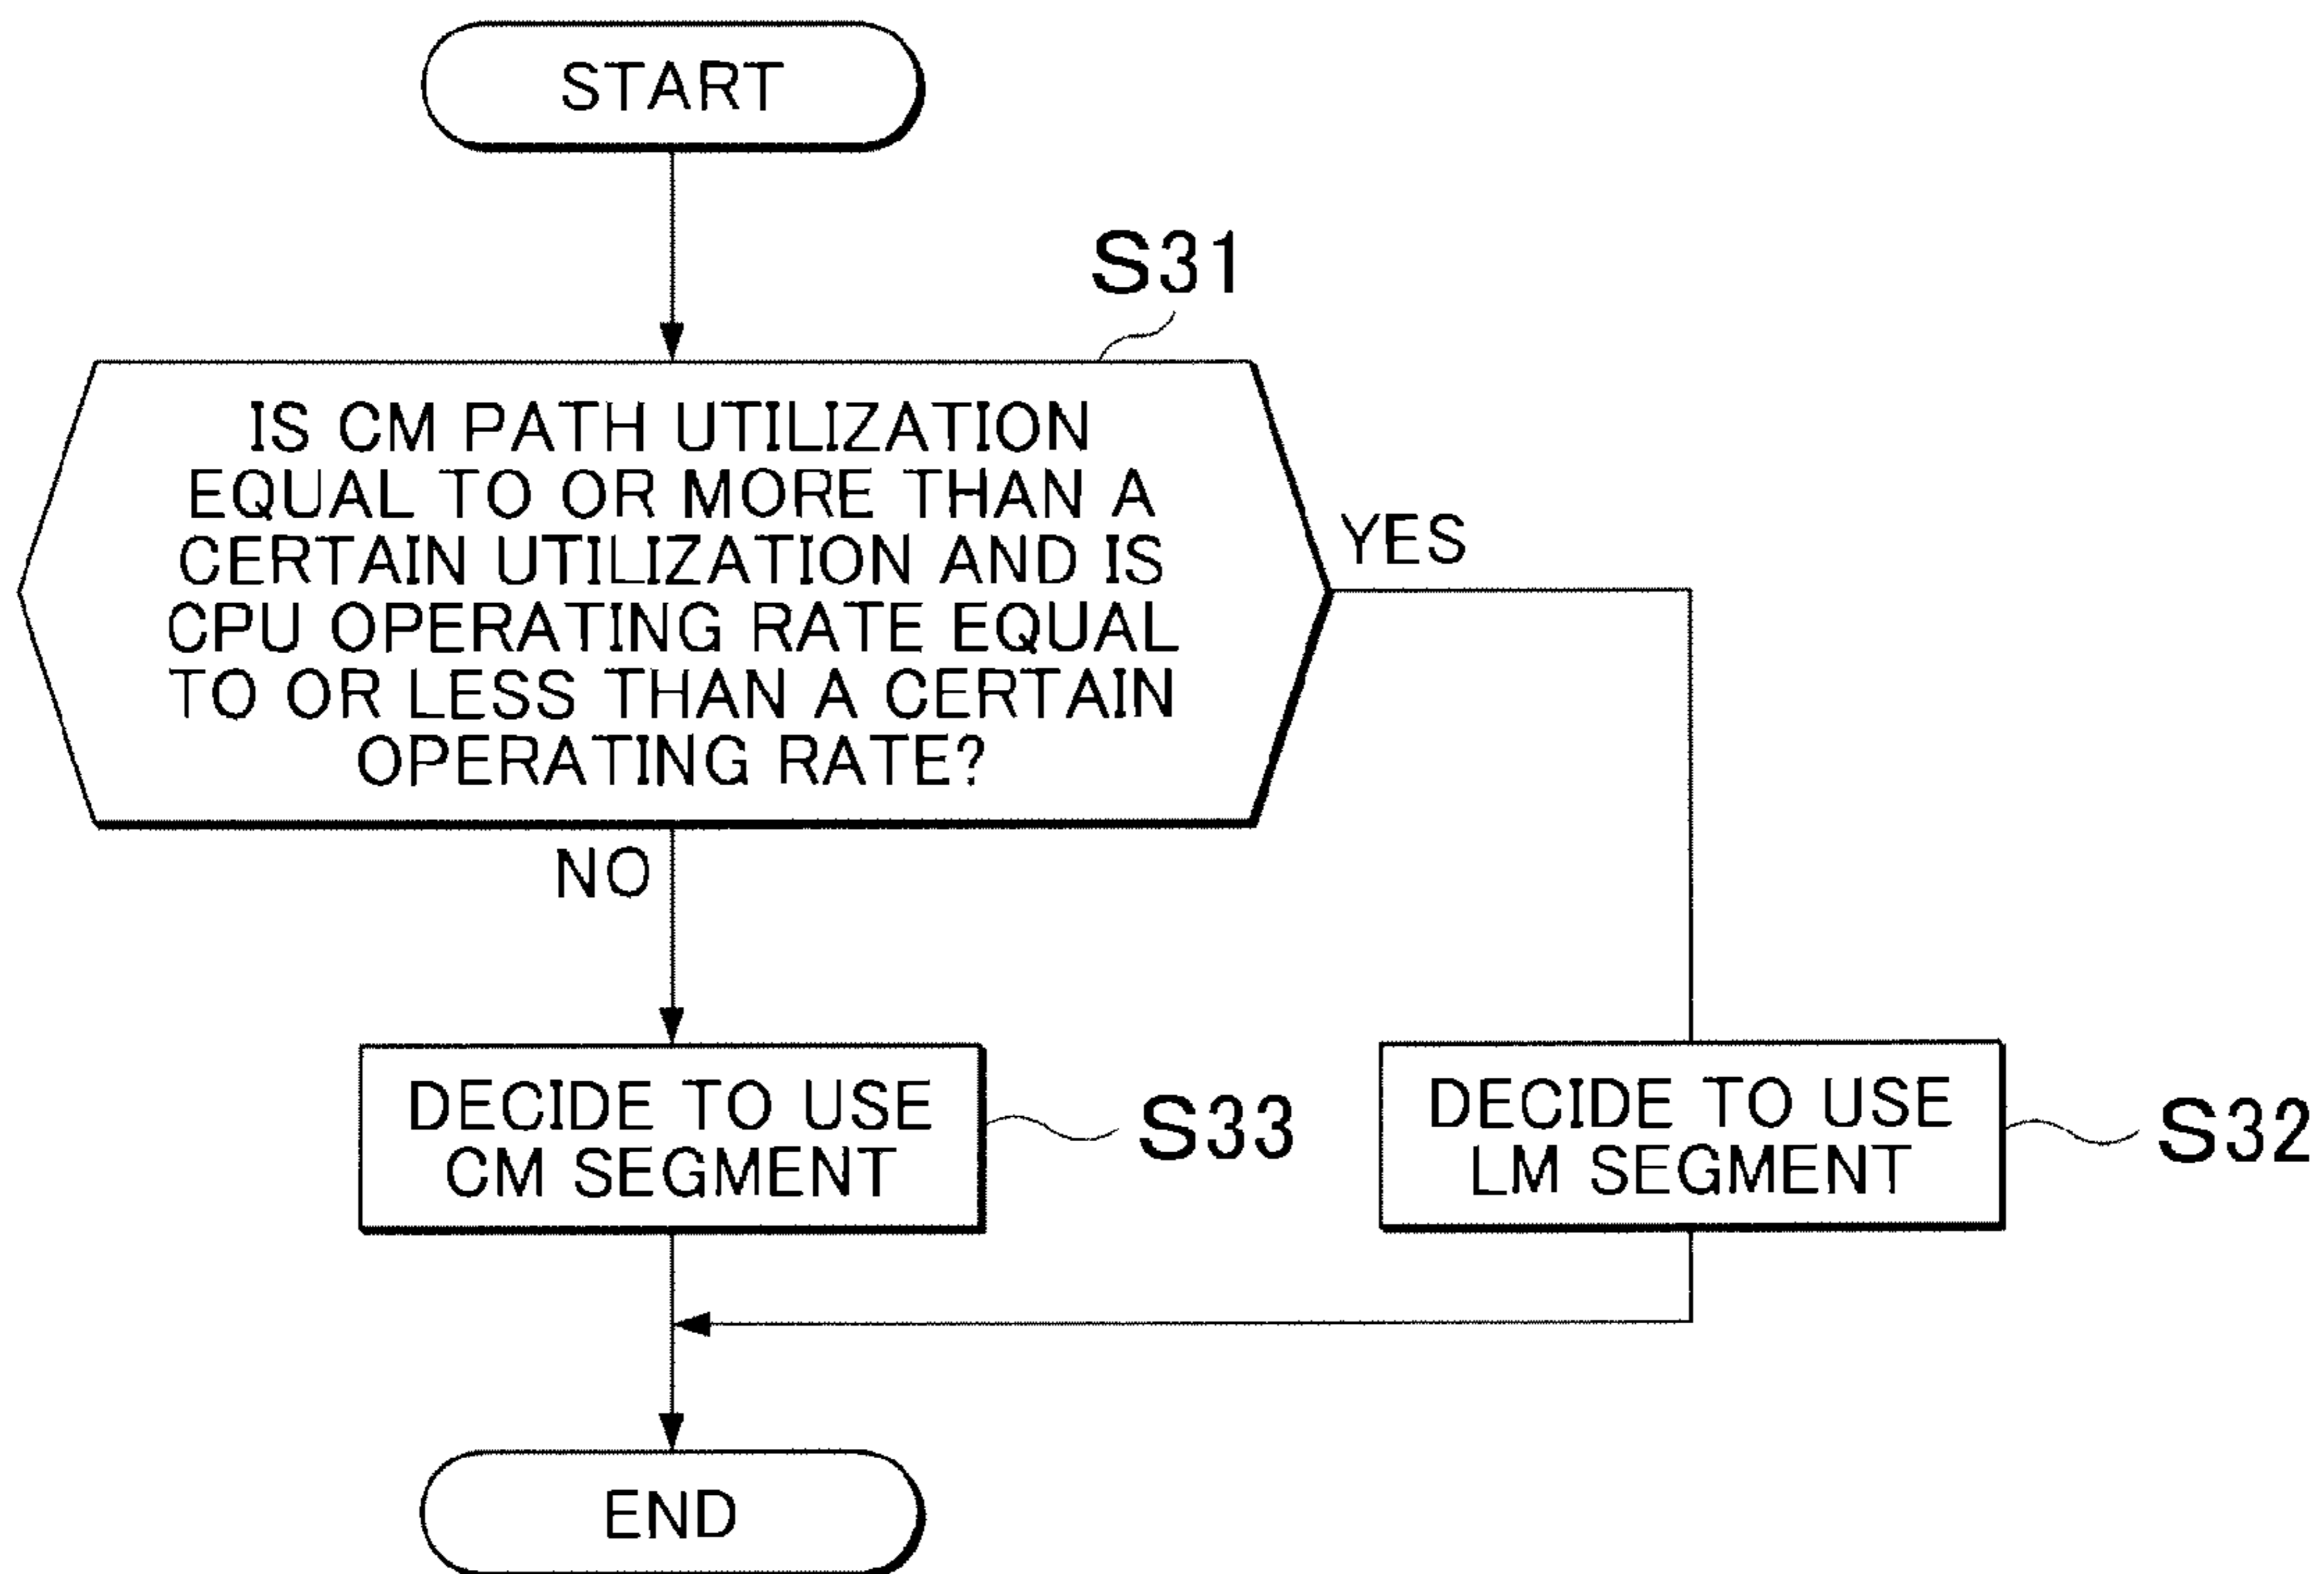 START
S31
IS CM PATH UTILIZATION
EQUAL TO OR MORE THAN A
CERTAIN UTILIZATION AND IS
CPU OPERATING RATE EQUAL
TO OR LESS THAN A CERTAIN
OPERATING RATE?
YES
NO
DECIDE TO USE
CM SEGMENT
S33
DECIDE TO USE
LM SEGMENT
S32
END